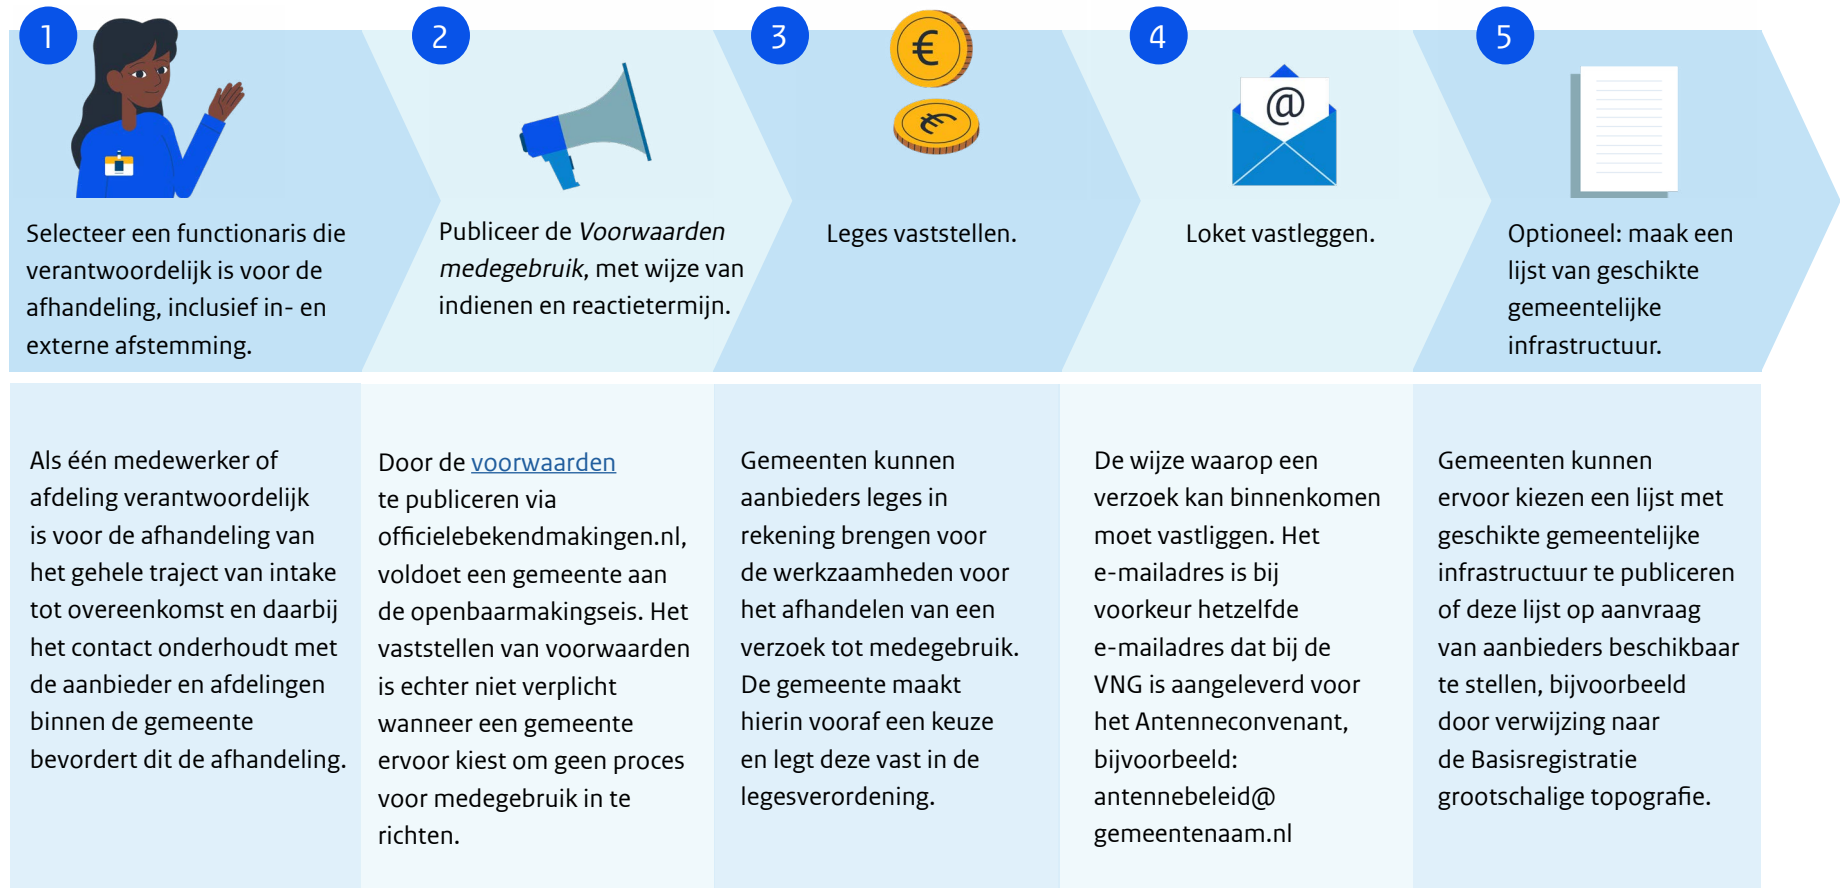 1
Selecteer een functionaris die
verantwoordelijk is voor de
afhandeling, inclusief in- en
externe afstemming.
2
Publiceer de Voorwaarden
medegebruik, met wijze van
indienen en reactietermijn.
3
€
€
Leges vaststellen.
4
@
Loket vastleggen.
5
Optioneel: maak een
lijst van geschikte
gemeentelijke
infrastructuur.
Als één medewerker of
afdeling verantwoordelijk
is voor de afhandeling van
het gehele traject van intake
tot overeenkomst en daarbij
het contact onderhoudt met
de aanbieder en afdelingen
binnen de gemeente
bevordert dit de afhandeling.
Door de voorwaarden
te publiceren via
officielebekendmakingen.nl,
voldoet een gemeente aan
de openbaarmakingseis. Het
vaststellen van voorwaarden
is echter niet verplicht
wanneer een gemeente
ervoor kiest om geen proces
voor medegebruik in te
richten.
Gemeenten kunnen
aanbieders leges in
rekening brengen voor
de werkzaamheden voor
het afhandelen van een
verzoek tot medegebruik.
De gemeente maakt
hierin vooraf een keuze
en legt deze vast in de
legesverordening.
De wijze waarop een
verzoek kan binnenkomen
moet vastliggen. Het
e-mailadres is bij
voorkeur hetzelfde
e-mailadres dat bij de
VNG is aangeleverd voor
het Antenneconvenant,
bijvoorbeeld:
antennebeleid@
gemeentenaam.nl
Gemeenten kunnen
ervoor kiezen een lijst met
geschikte gemeentelijke
infrastructuur te publiceren
of deze lijst op aanvraag
van aanbieders beschikbaar
te stellen, bijvoorbeeld
door verwijzing naar
de Basisregistratie
grootschalige topografie.